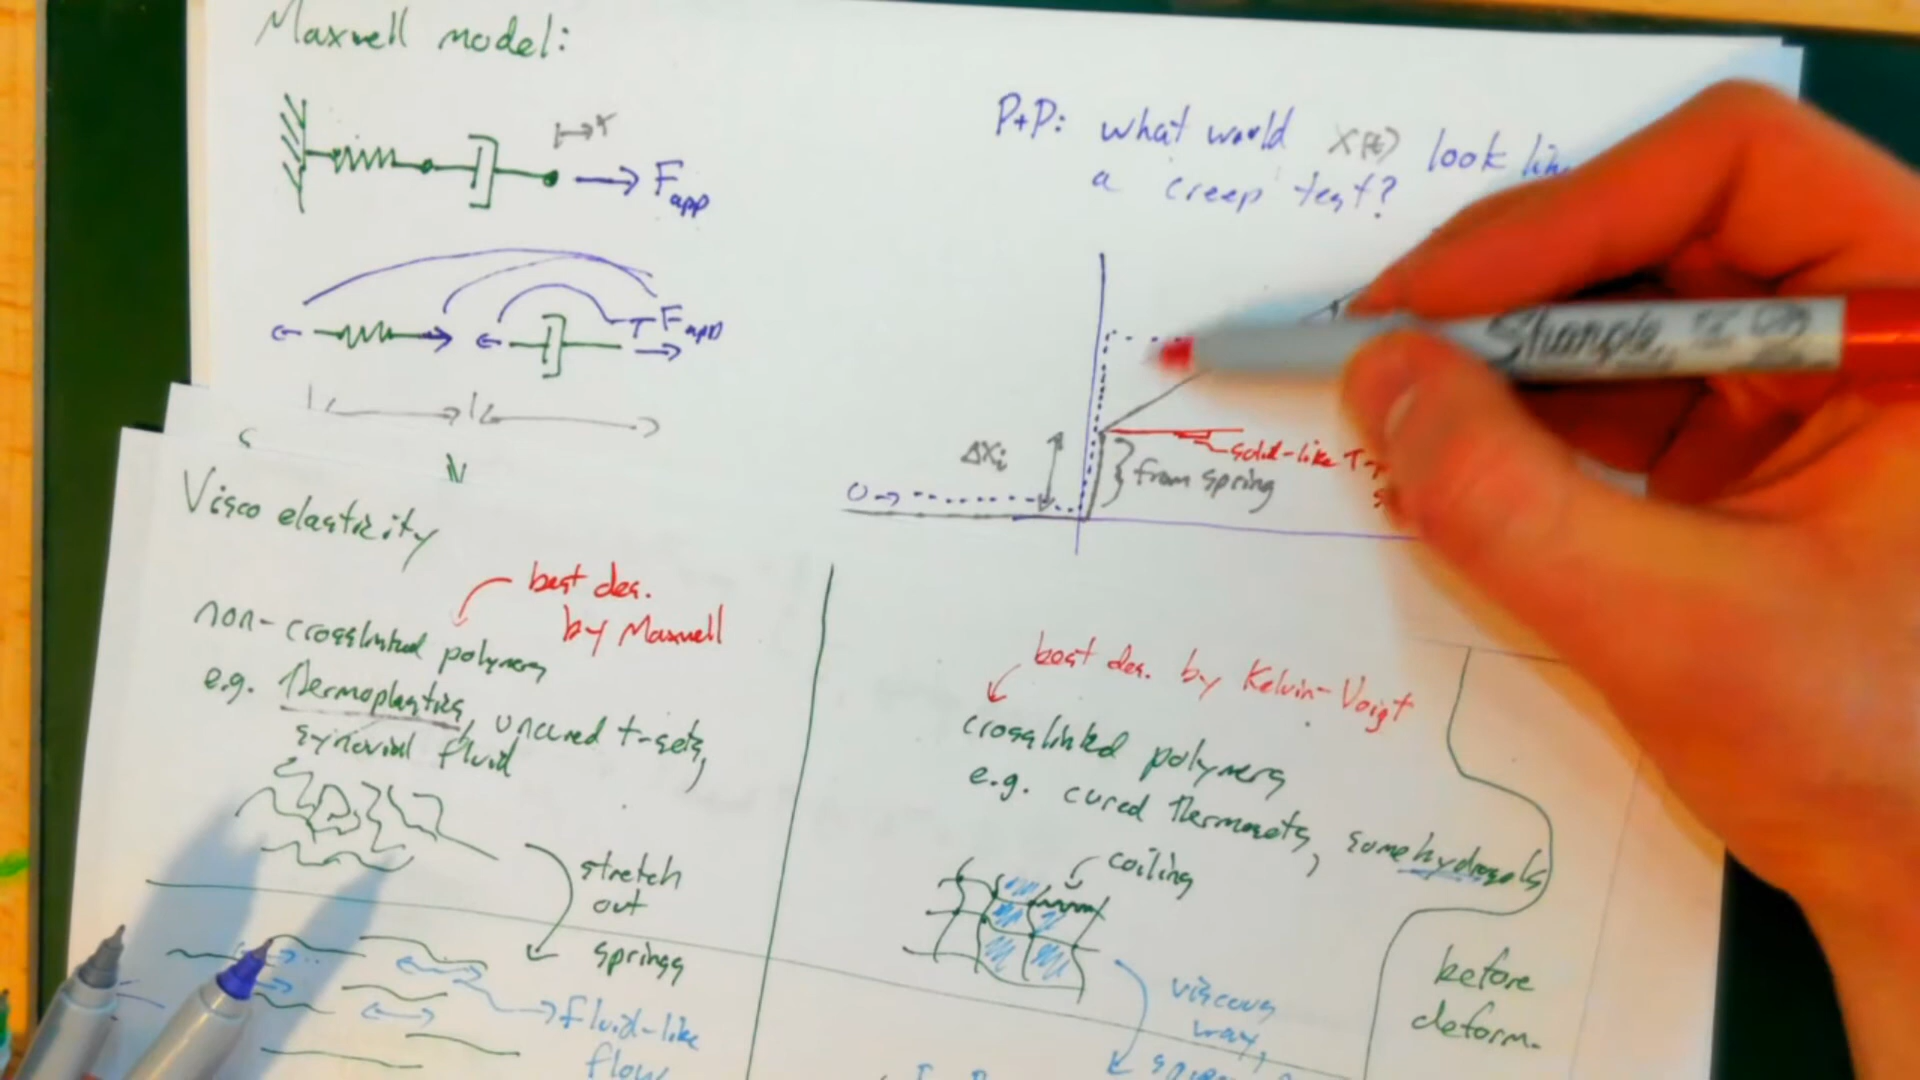 Maxwell model:
x
F app
F app
P+P: what would x(t) look
a creep test?
Sharpie
Δxᵢ
solid-like
from spring
0
Visco elasticity
best des.
by Maxwell
non-crosslinked polymers
e.g. thermoplastics, uncured t-sets,
synovial fluid
stretch
out
springs
fluid-like
flow
best des. by Kelvin-Voigt
crosslinked polymers
e.g. cured thermosets, some hydrogels
coiling
viscous
way,
before
deform.